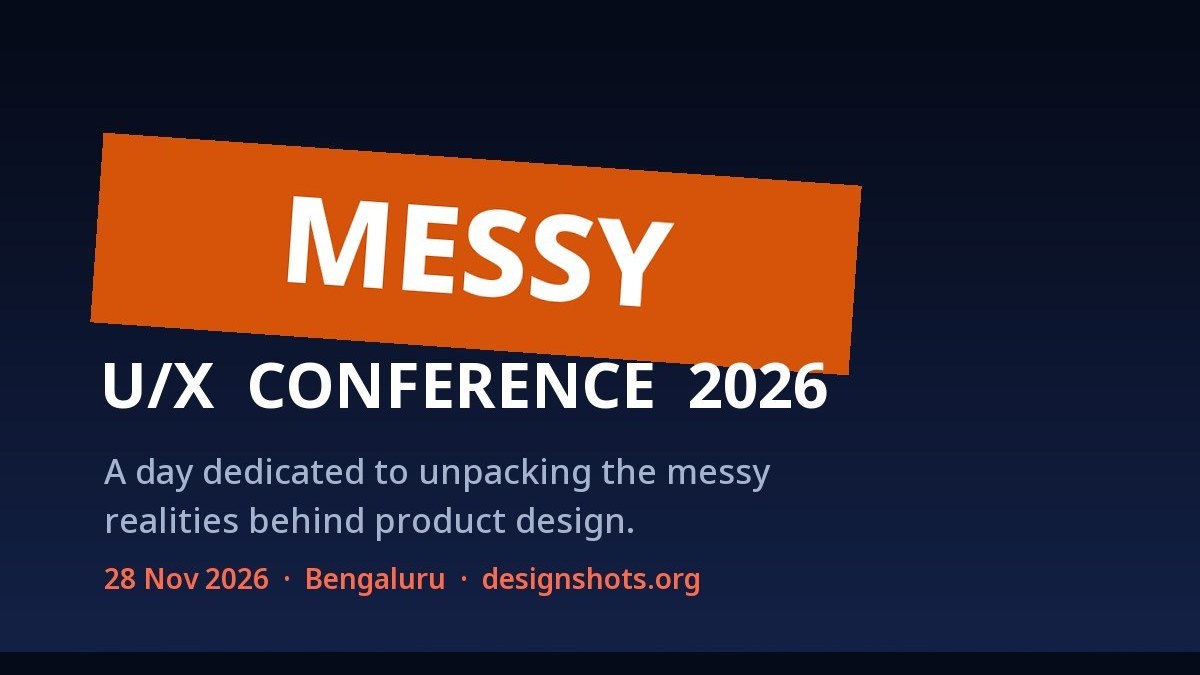 MESSY
U/X CONFERENCE 2026
A day dedicated to unpacking the messy
realities behind product design.
28 Nov 2026 · Bengaluru · designshots.org